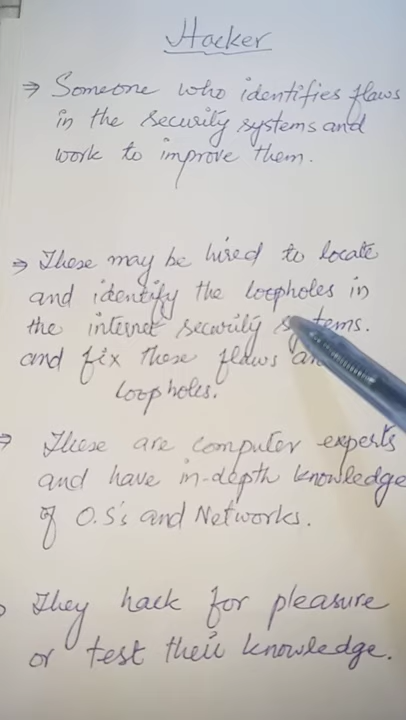 Hacker
⇒ Someone who identifies flaws
in the security systems and
work to improve them.
⇒ These may be hired to locate
and identify the loopholes in
the internet security systems.
and fix these flaws and
loopholes.
⇒ These are computer experts
and have in-depth knowledge
of O.S's and Networks.
They hack for pleasure
or test their knowledge.